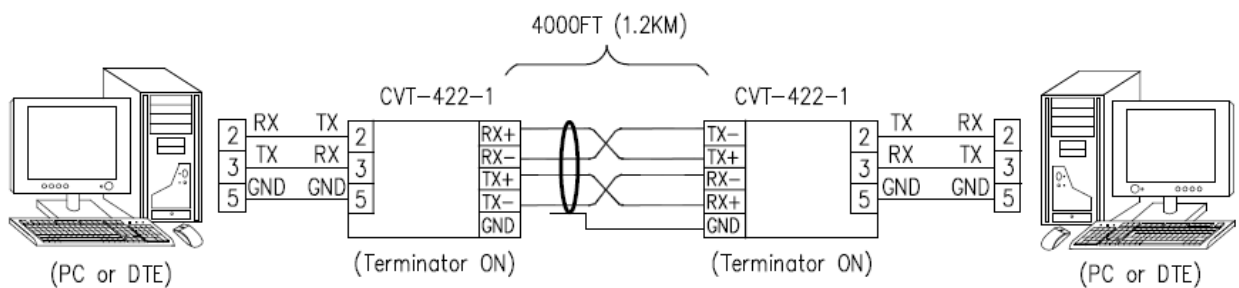 4000FT (1.2KM)
CVT-422-1 CVT-422-1
2 RX TX 2 RX+ TX- 2 TX RX 2
RX- TX+
3 TX RX 3 TX+ RX- 3 RX TX 3
5 GND GND 5 TX- RX+ 5 GND GND 5
GND GND
(PC or DTE) (Terminator ON) (Terminator ON) (PC or DTE)